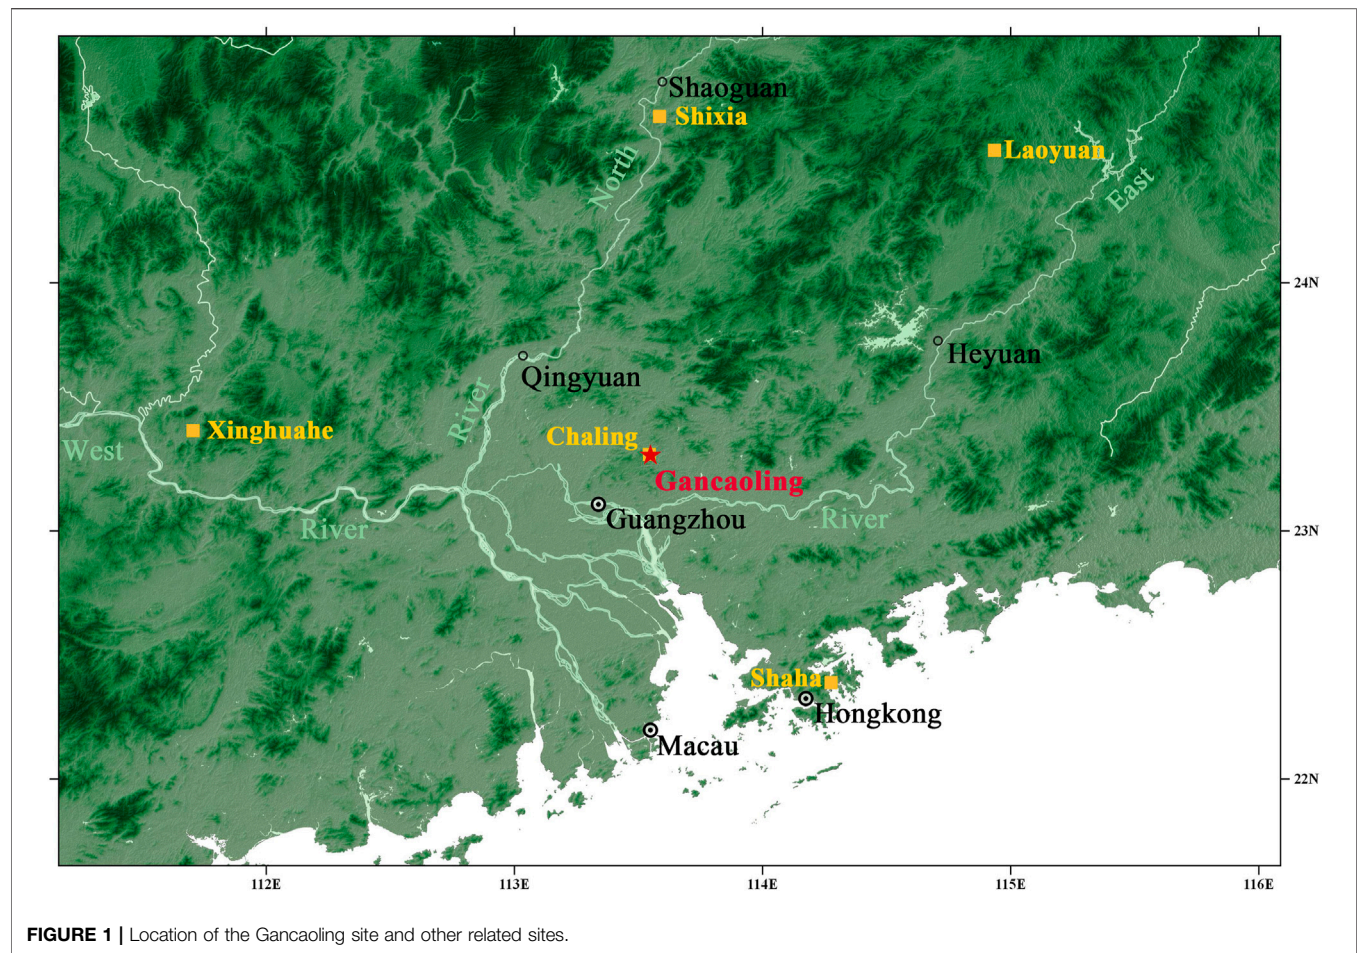 Shaoguan
Shixia
North
Laoyuan
East
24N
Heyuan
Qingyuan
River
Xinghuahe
West
Chaling
Gancaoling
Guangzhou
River
River
23N
Shaha
Hongkong
Macau
22N
112E
113E
114E
115E
116E
FIGURE 1 | Location of the Gancaoling site and other related sites.